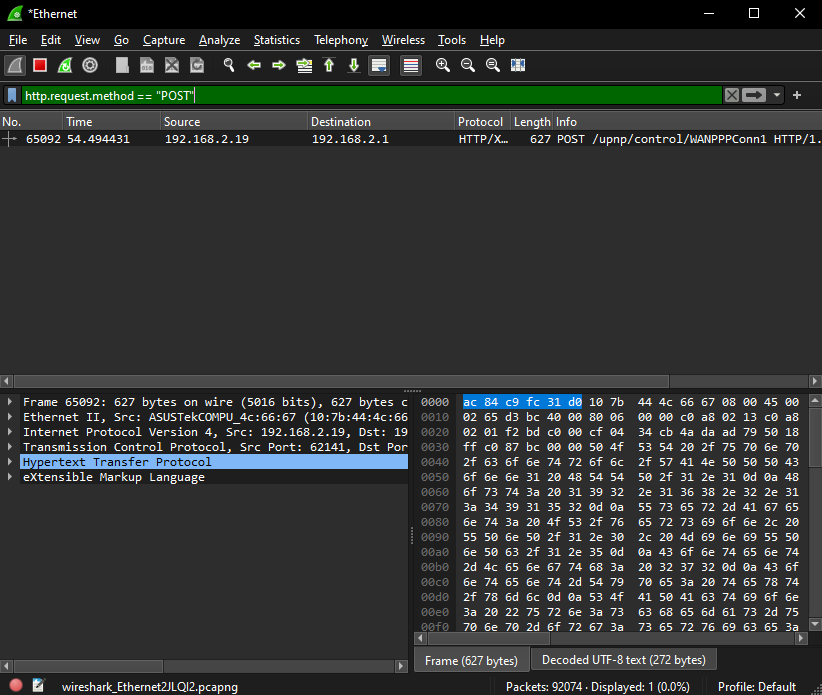 *Ethernet
File Edit View Go Capture Analyze Statistics Telephony Wireless Tools Help
http.request.method == "POST"
No. Time Source Destination Protocol Length Info
65092 54.494431 192.168.2.19 192.168.2.1 HTTP/X… 627 POST /upnp/control/WANPPPConn1 HTTP/1.
Frame 65092: 627 bytes on wire (5016 bits), 627 bytes c
Ethernet II, Src: ASUSTekCOMPU_4c:66:67 (10:7b:44:4c:66
Internet Protocol Version 4, Src: 192.168.2.19, Dst: 19
Transmission Control Protocol, Src Port: 62141, Dst Por
Hypertext Transfer Protocol
eXtensible Markup Language
0000 ac 84 c9 fc 31 d0 10 7b 44 4c 66 67 08 00 45 00
0010 02 65 d3 bc 40 00 80 06 00 00 c0 a8 02 13 c0 a8
0020 02 01 f2 bd c0 00 cf 04 34 cb 4a da ad 79 50 18
0030 ff c0 87 bc 00 00 50 4f 53 54 20 2f 75 70 6e 70
0040 2f 63 6f 6e 74 72 6f 6c 2f 57 41 4e 50 50 50 43
0050 6f 6e 6e 31 20 48 54 54 50 2f 31 2e 31 0d 0a 48
0060 6f 73 74 3a 20 31 39 32 2e 31 36 38 2e 32 2e 31
0070 3a 34 39 31 35 32 0d 0a 55 73 65 72 2d 41 67 65
0080 6e 74 3a 20 4f 53 2f 76 65 72 73 69 6f 6e 2c 20
0090 55 50 6e 50 2f 31 2e 30 2c 20 4d 69 6e 69 55 50
00a0 6e 50 63 2f 31 2e 35 0d 0a 43 6f 6e 74 65 6e 74
00b0 2d 4c 65 6e 67 74 68 3a 20 32 37 32 0d 0a 43 6f
00c0 6e 74 65 6e 74 2d 54 79 70 65 3a 20 74 65 78 74
00d0 2f 78 6d 6c 0d 0a 53 4f 41 50 41 63 74 69 6f 6e
00e0 3a 20 22 75 72 6e 3a 73 63 68 65 6d 61 73 2d 75
00f0 70 6e 70 2d 6f 72 67 3a 73 65 72 76 69 63 65 3a
Frame (627 bytes) Decoded UTF-8 text (272 bytes)
wireshark_Ethernet2JLQI2.pcapng Packets: 92074 · Displayed: 1 (0.0%) Profile: Default